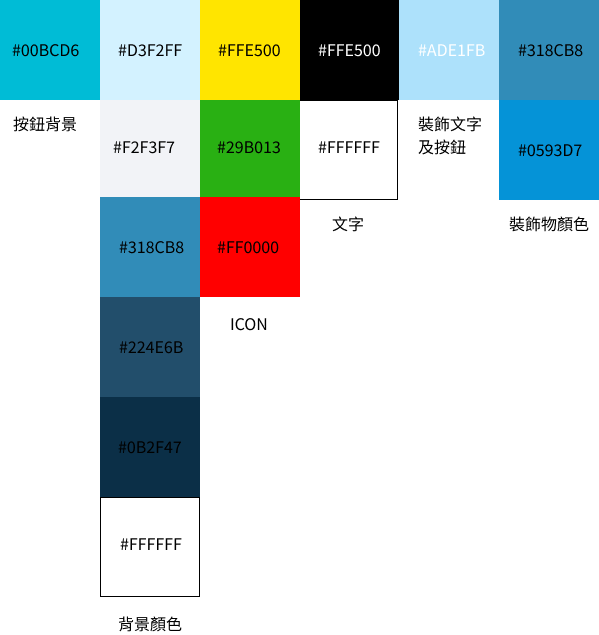 #00BCD6 #D3F2FF #FFE500 #FFE500 #ADE1FB #318CB8
按鈕背景 #F2F3F7 #29B013 #FFFFFF 裝飾文字
及按鈕 #0593D7
文字 裝飾物顏色
#318CB8 #FF0000
ICON
#224E6B
#0B2F47
#FFFFFF
背景顏色